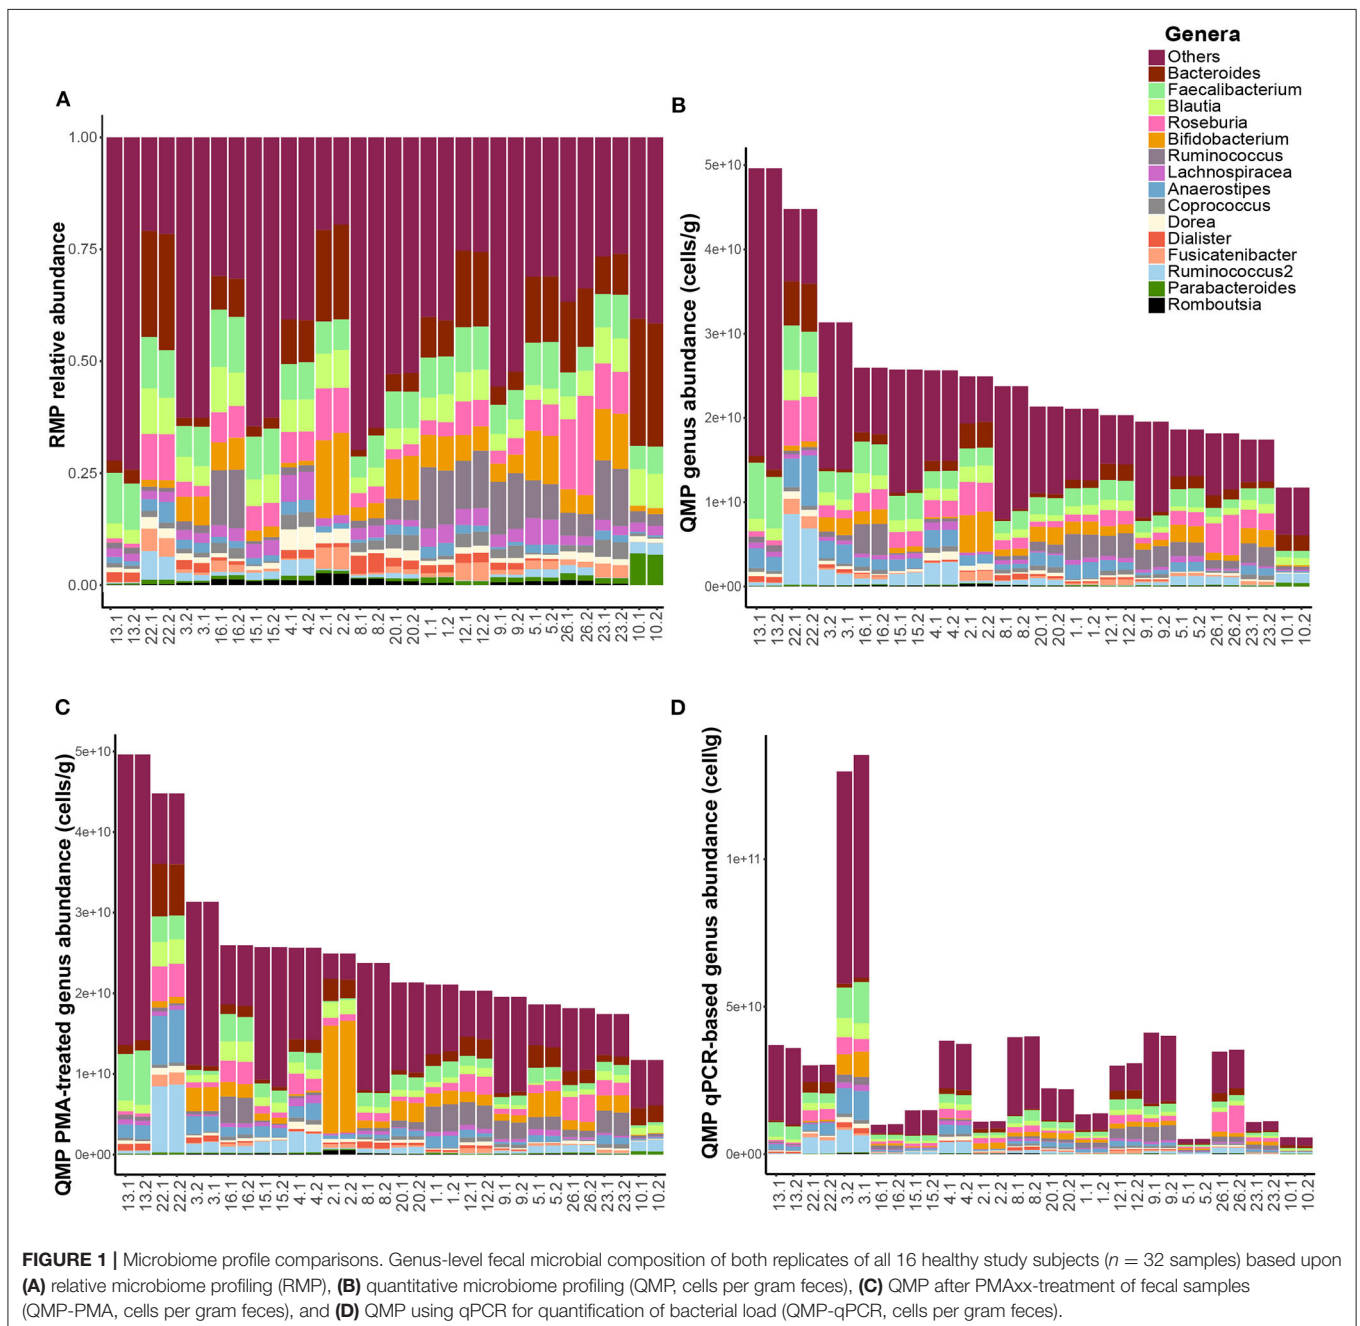 Genera
Others
Bacteroides
Faecalibacterium
Blautia
Roseburia
Bifidobacterium
Ruminococcus
Lachnospiracea
Anaerostipes
Coprococcus
Dorea
Dialister
Fusicatenibacter
Ruminococcus2
Parabacteroides
Romboutsia
A
RMP relative abundance
1.00
0.75
0.50
0.25
0.00
13.1 13.2 22.1 22.2 3.2 3.1 16.1 16.2 15.1 15.2 4.1 4.2 2.1 2.2 8.1 8.2 20.1 20.2 1.1 1.2 12.1 12.2 9.1 9.2 5.1 5.2 26.1 26.2 23.1 23.2 10.1 10.2
B
QMP genus abundance (cells/g)
5e+10
4e+10
3e+10
2e+10
1e+10
0e+00
13.1 13.2 22.1 22.2 3.2 3.1 16.1 16.2 15.1 15.2 4.1 4.2 2.1 2.2 8.1 8.2 20.1 20.2 1.1 1.2 12.1 12.2 9.1 9.2 5.1 5.2 26.1 26.2 23.1 23.2 10.1 10.2
C
QMP PMA-treated genus abundance (cells/g)
5e+10
4e+10
3e+10
2e+10
1e+10
0e+00
13.1 13.2 22.1 22.2 3.2 3.1 16.1 16.2 15.1 15.2 4.1 4.2 2.1 2.2 8.1 8.2 20.1 20.2 1.1 1.2 12.1 12.2 9.1 9.2 5.1 5.2 26.1 26.2 23.1 23.2 10.1 10.2
D
QMP qPCR-based genus abundance (cell\g)
1e+11
5e+10
0e+00
13.1 13.2 22.1 22.2 3.2 3.1 16.1 16.2 15.1 15.2 4.1 4.2 2.1 2.2 8.1 8.2 20.1 20.2 1.1 1.2 12.1 12.2 9.1 9.2 5.1 5.2 26.1 26.2 23.1 23.2 10.1 10.2
FIGURE 1 | Microbiome profile comparisons. Genus-level fecal microbial composition of both replicates of all 16 healthy study subjects (n = 32 samples) based upon
(A) relative microbiome profiling (RMP), (B) quantitative microbiome profiling (QMP, cells per gram feces), (C) QMP after PMAxx-treatment of fecal samples
(QMP-PMA, cells per gram feces), and (D) QMP using qPCR for quantification of bacterial load (QMP-qPCR, cells per gram feces).